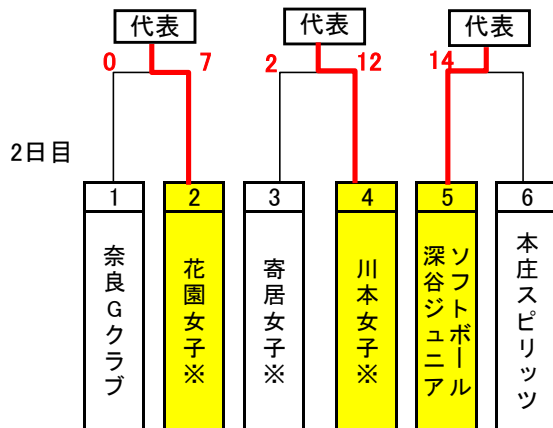 代表
代表
代表
0
7
2
12
14
2日目
1
2
3
4
5
6
奈良Gクラブ
花園女子※
寄居女子※
川本女子※
ソフトボール
深谷ジュニア
本庄スピリッツ